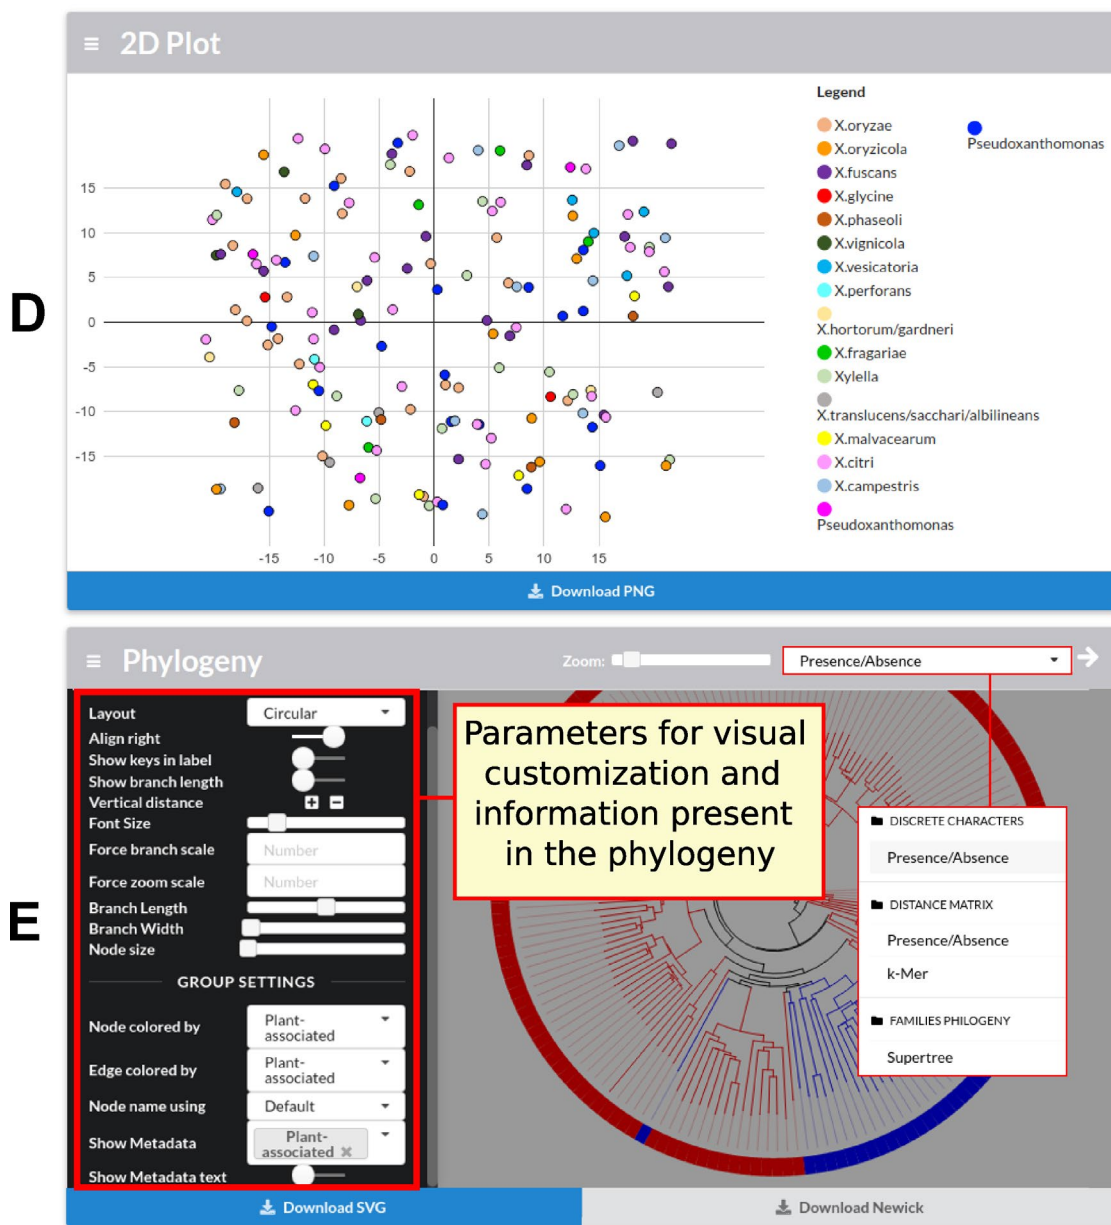 D
≡ 2D Plot
15
10
5
0
-5
-10
-15
-15
-10
-5
0
5
10
15
Legend
X.oryzae
X.oryzicola
X.fuscans
X.glycine
X.phaseoli
X.vignicola
X.vesicatoria
X.perforans
X.hortorum/gardneri
X.fragariae
Xylella
X.translucens/sacchari/albilineans
X.malvacearum
X.citri
X.campestris
Pseudoxanthomonas
Pseudoxanthomonas
Download PNG
E
≡ Phylogeny
Zoom:
Presence/Absence
Layout
Circular
Align right
Show keys in label
Show branch length
Vertical distance
Font Size
Force branch scale
Number
Force zoom scale
Number
Branch Length
Branch Width
Node size
GROUP SETTINGS
Node colored by
Plant-
associated
Edge colored by
Plant-
associated
Node name using
Default
Show Metadata
Plant-
associated ✖
Show Metadata text
Parameters for visual
customization and
information present
in the phylogeny
DISCRETE CHARACTERS
Presence/Absence
DISTANCE MATRIX
Presence/Absence
k-Mer
FAMILIES PHILOGENY
Supertree
Download SVG
Download Newick